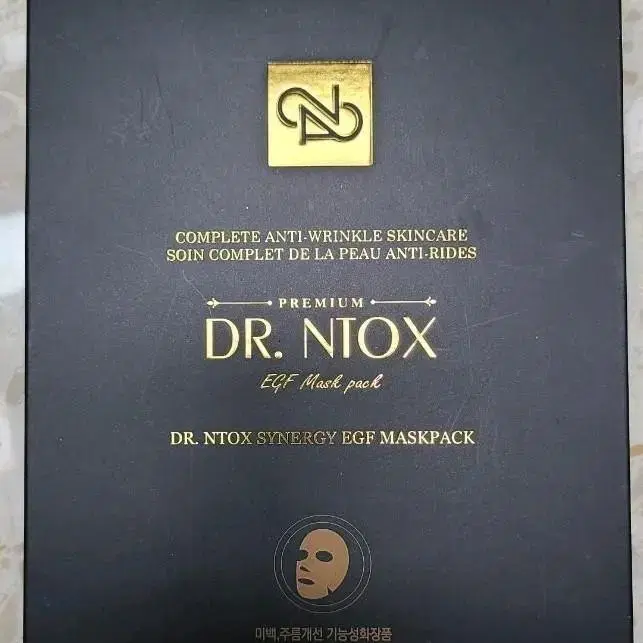 COMPLETE ANTI-WRINKLE SKINCARE
SOIN COMPLET DE LA PEAU ANTI-RIDES
PREMIUM
DR. NTOX
EGF Mask pack
DR. NTOX SYNERGY EGF MASKPACK
미백,주름개선 기능성화장품